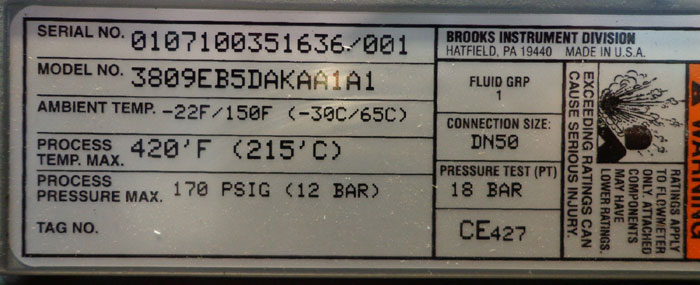 SERIAL NO. 0107100351636/001
MODEL NO. 3809EB5DAKAA1A1
AMBIENT TEMP. -22F/150F (-30C/65C)
PROCESS
TEMP. MAX. 420'F (215'C)
PROCESS
PRESSURE MAX. 170 PSIG (12 BAR)
TAG NO.
BROOKS INSTRUMENT DIVISION
HATFIELD, PA 19440 MADE IN U.S.A.
FLUID GRP
1
CONNECTION SIZE:
DN50
PRESSURE TEST (PT)
18 BAR
CE427
EXCEEDING RATINGS CAN
CAUSE SERIOUS INJURY.
RATINGS APPLY
TO FLOWMETER
ONLY. ATTACHED
COMPONENTS
MAY HAVE
LOWER RATINGS.
WARNING